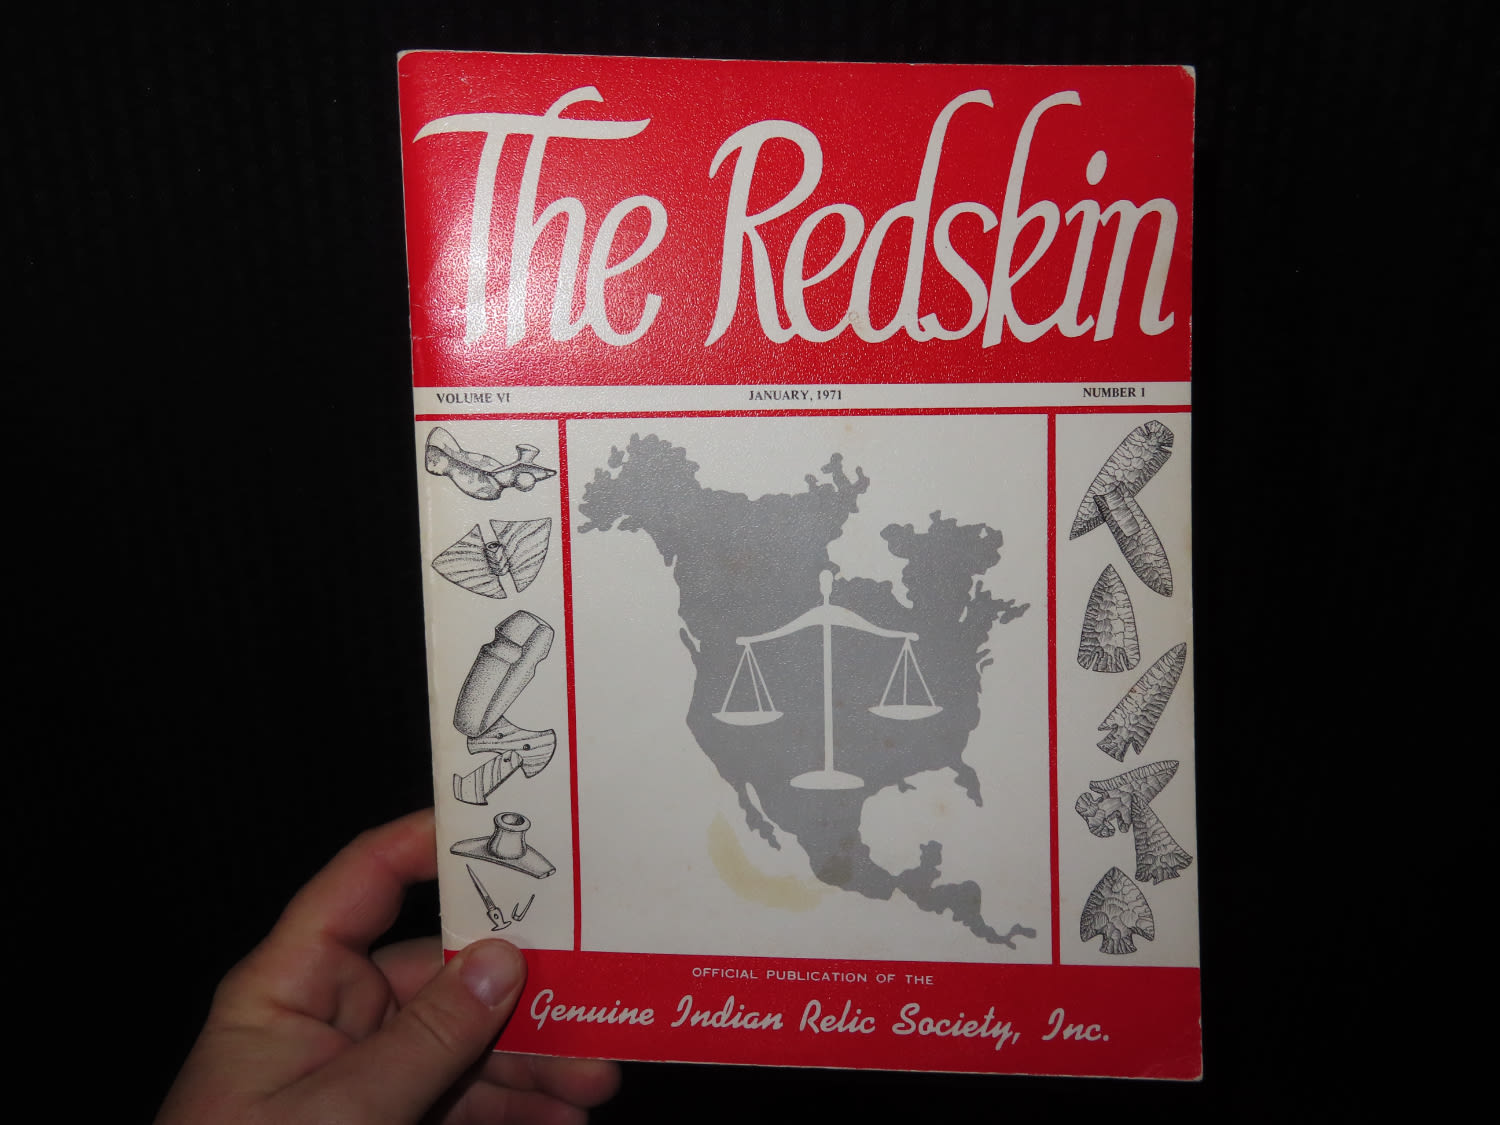 The Redskin
VOLUME VI JANUARY, 1971 NUMBER 1
OFFICIAL PUBLICATION OF THE
Genuine Indian Relic Society, Inc.